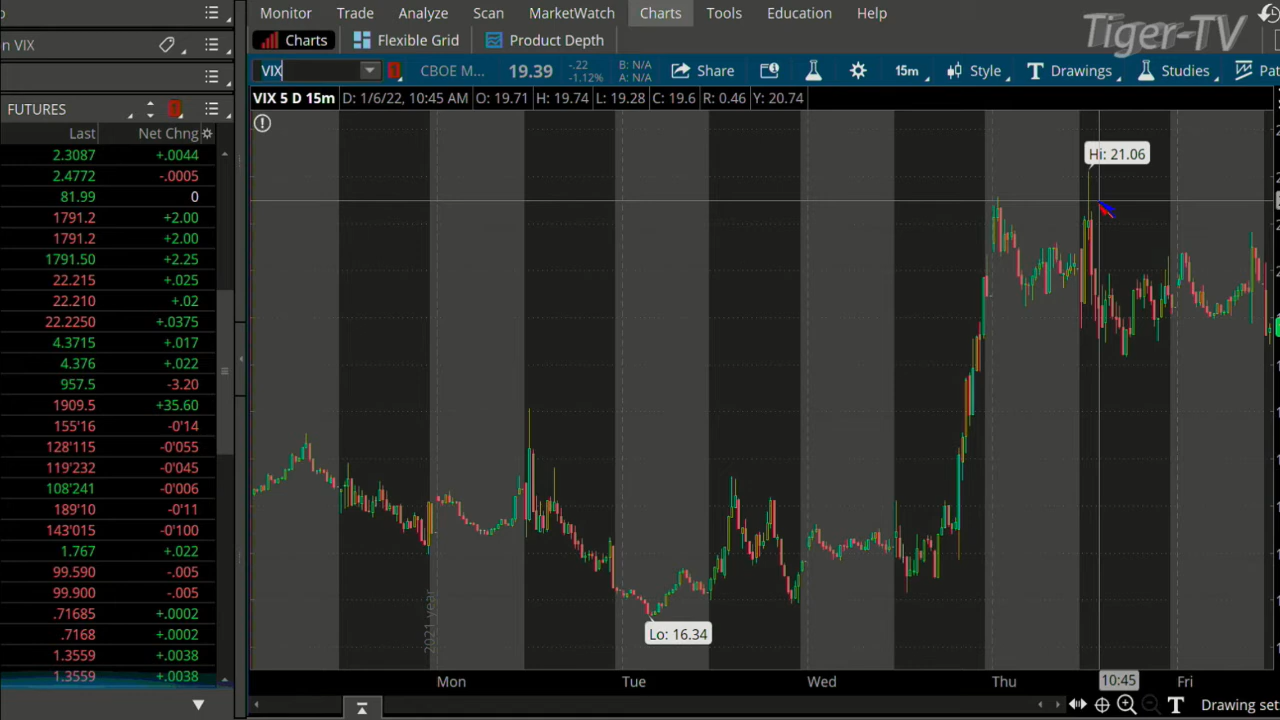 Monitor Trade Analyze Scan MarketWatch Charts Tools Education Help
Tiger-TV
n VIX
Charts Flexible Grid Product Depth
VIX CBOE M... 19.39 -.22 -1.12% B: N/A A: N/A Share 15m Style Drawings Studies Pat
FUTURES
VIX 5 D 15m D: 1/6/22, 10:45 AM O: 19.71 H: 19.74 L: 19.28 C: 19.6 R: 0.46 Y: 20.74
Last Net Chng
2.3087 +.0044
2.4772 -.0005
81.99 0
1791.2 +2.00
1791.2 +2.00
1791.50 +2.25
22.215 +.025
22.210 +.02
22.2250 +.0375
4.3715 +.017
4.376 +.022
957.5 -3.20
1909.5 +35.60
155'16 -0'14
128'115 -0'055
119'232 -0'045
108'241 -0'006
189'10 -0'11
143'015 -0'100
1.767 +.022
99.590 -.005
99.900 -.005
.71685 +.0002
.7168 +.0002
1.3559 +.0038
1.3559 +.0038
Hi: 21.06
Lo: 16.34
2021 year
Mon Tue Wed Thu 10:45 Fri
Drawing set